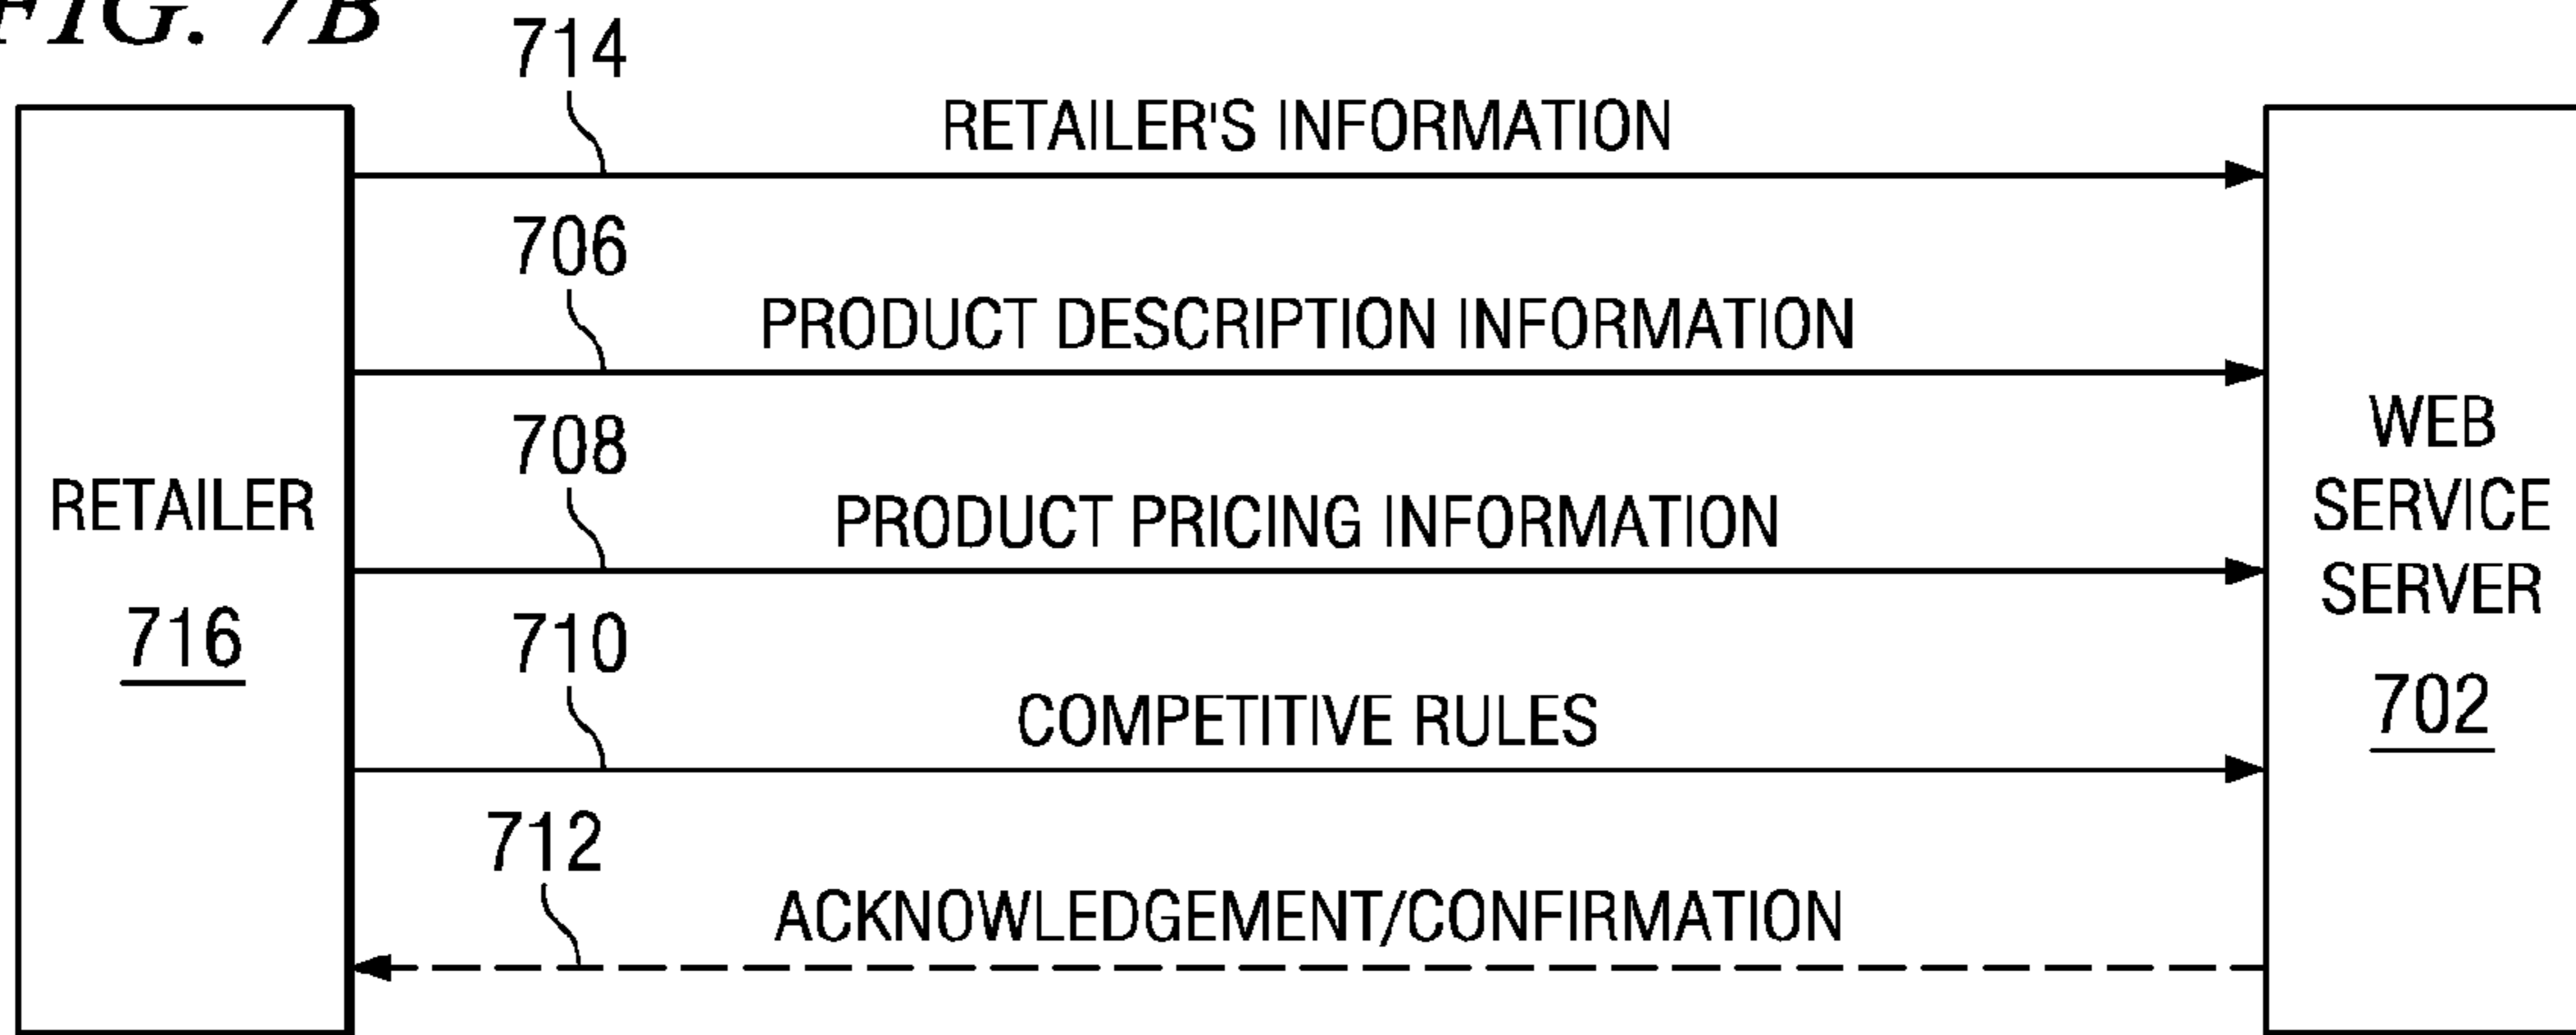 FIG. 7B
714
RETAILER'S INFORMATION
706
PRODUCT DESCRIPTION INFORMATION
708
PRODUCT PRICING INFORMATION
710
COMPETITIVE RULES
712
ACKNOWLEDGEMENT/CONFIRMATION
RETAILER
716
WEB
SERVICE
SERVER
702